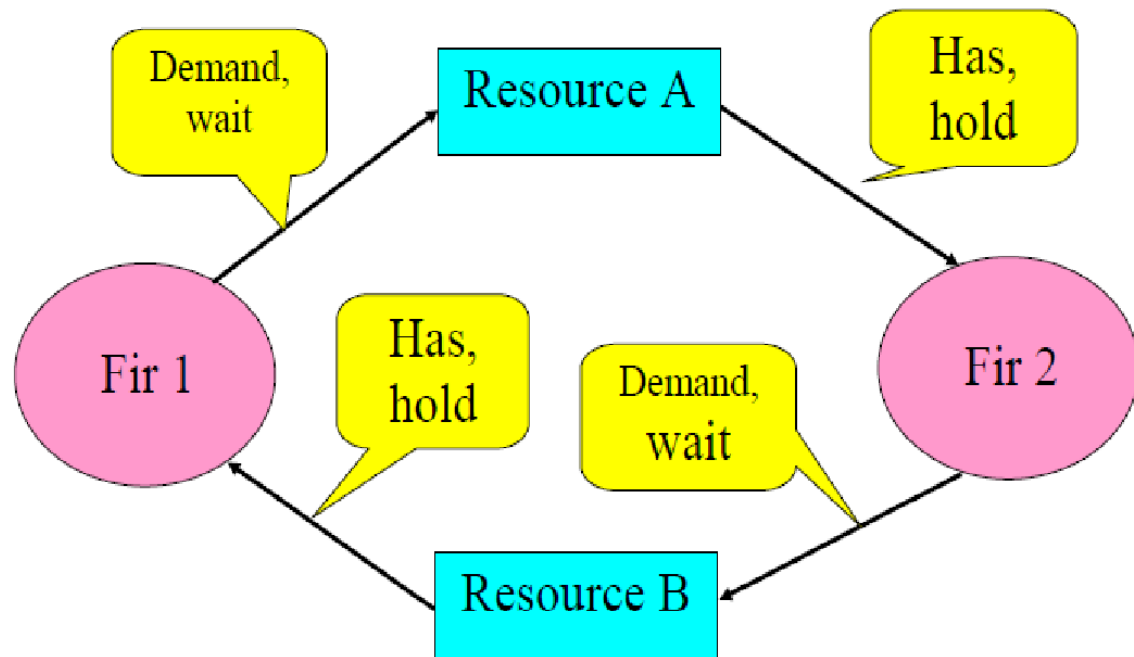 Demand,
wait
Resource A
Has,
hold
Fir 1
Has,
hold
Demand,
wait
Fir 2
Resource B